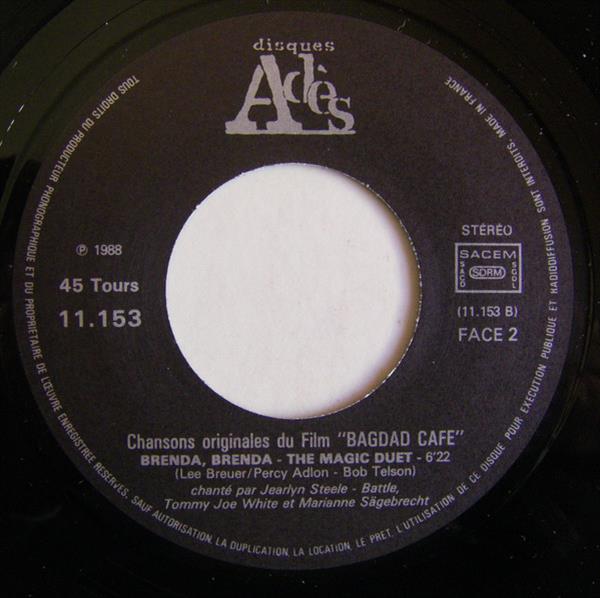 disques
Adès
TOUS DROITS DU PRODUCTEUR PHONOGRAPHIQUE ET DU PROPRIETAIRE DE L'ŒUVRE ENREGISTREE RESERVES. SAUF AUTORISATION, LA DUPLICATION, LA LOCATION, LE PRET, L'UTILISATION DE CE DISQUE POUR EXECUTION PUBLIQUE ET RADIODIFFUSION SONT INTERDITS. MADE IN FRANCE
℗ 1988
45 Tours
11.153
STÉRÉO
SACEM
SACD SDRM SGDL
(11.153 B)
FACE 2
Chansons originales du Film "BAGDAD CAFE"
BRENDA, BRENDA - THE MAGIC DUET - 6'22
(Lee Breuer/Percy Adlon - Bob Telson)
chanté par Jearlyn Steele - Battle,
Tommy Joe White et Marianne Sägebrecht